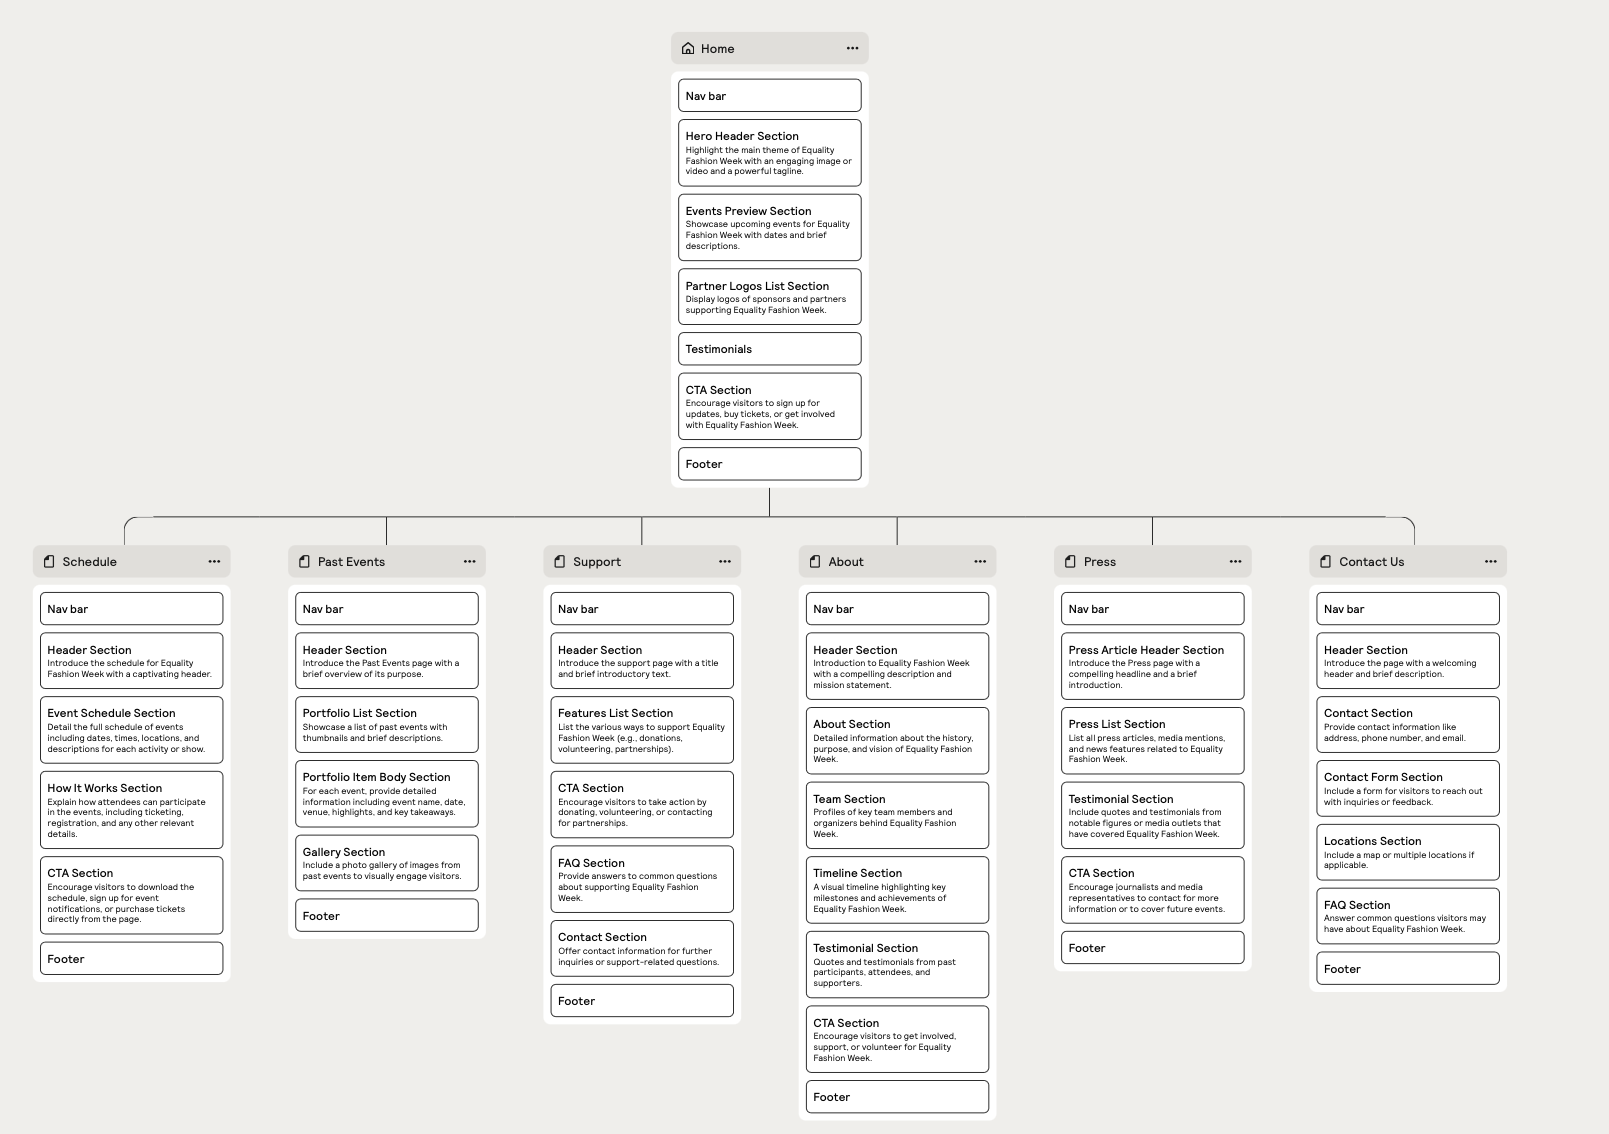 Home
Nav bar
Hero Header Section
Highlight the main theme of Equality
Fashion Week with an engaging image or
video and a powerful tagline.
Events Preview Section
Showcase upcoming events for Equality
Fashion Week with dates and brief
descriptions.
Partner Logos List Section
Display logos of sponsors and partners
supporting Equality Fashion Week.
Testimonials
CTA Section
Encourage visitors to sign up for
updates, buy tickets, or get involved
with Equality Fashion Week.
Footer
Schedule
Nav bar
Header Section
Introduce the schedule for Equality
Fashion Week with a captivating header.
Event Schedule Section
Detail the full schedule of events
including dates, times, locations, and
descriptions for each activity or show.
How It Works Section
Explain how attendees can participate
in the events, including ticketing,
registration, and any other relevant
details.
CTA Section
Encourage visitors to download the
schedule, sign up for event
notifications, or purchase tickets
directly from the page.
Footer
Past Events
Nav bar
Header Section
Introduce the Past Events page with a
brief overview of its purpose.
Portfolio List Section
Showcase a list of past events with
thumbnails and brief descriptions.
Portfolio Item Body Section
For each event, provide detailed
information including event name, date,
venue, highlights, and key takeaways.
Gallery Section
Include a photo gallery of images from
past events to visually engage visitors.
Footer
Support
Nav bar
Header Section
Introduce the support page with a title
and brief introductory text.
Features List Section
List the various ways to support Equality
Fashion Week (e.g., donations,
volunteering, partnerships).
CTA Section
Encourage visitors to take action by
donating, volunteering, or contacting
for partnerships.
FAQ Section
Provide answers to common questions
about supporting Equality Fashion
Week.
Contact Section
Offer contact information for further
inquiries or support-related questions.
Footer
About
Nav bar
Header Section
Introduction to Equality Fashion Week
with a compelling description and
mission statement.
About Section
Detailed information about the history,
purpose, and vision of Equality Fashion
Week.
Team Section
Profiles of key team members and
organizers behind Equality Fashion
Week.
Timeline Section
A visual timeline highlighting key
milestones and achievements of
Equality Fashion Week.
Testimonial Section
Quotes and testimonials from past
participants, attendees, and
supporters.
CTA Section
Encourage visitors to get involved,
support, or volunteer for Equality
Fashion Week.
Footer
Press
Nav bar
Press Article Header Section
Introduce the Press page with a
compelling headline and a brief
introduction.
Press List Section
List all press articles, media mentions,
and news features related to Equality
Fashion Week.
Testimonial Section
Include quotes and testimonials from
notable figures or media outlets that
have covered Equality Fashion Week.
CTA Section
Encourage journalists and media
representatives to contact for more
information or to cover future events.
Footer
Contact Us
Nav bar
Header Section
Introduce the page with a welcoming
header and brief description.
Contact Section
Provide contact information like
address, phone number, and email.
Contact Form Section
Include a form for visitors to reach out
with inquiries or feedback.
Locations Section
Include a map or multiple locations if
applicable.
FAQ Section
Answer common questions visitors may
have about Equality Fashion Week.
Footer